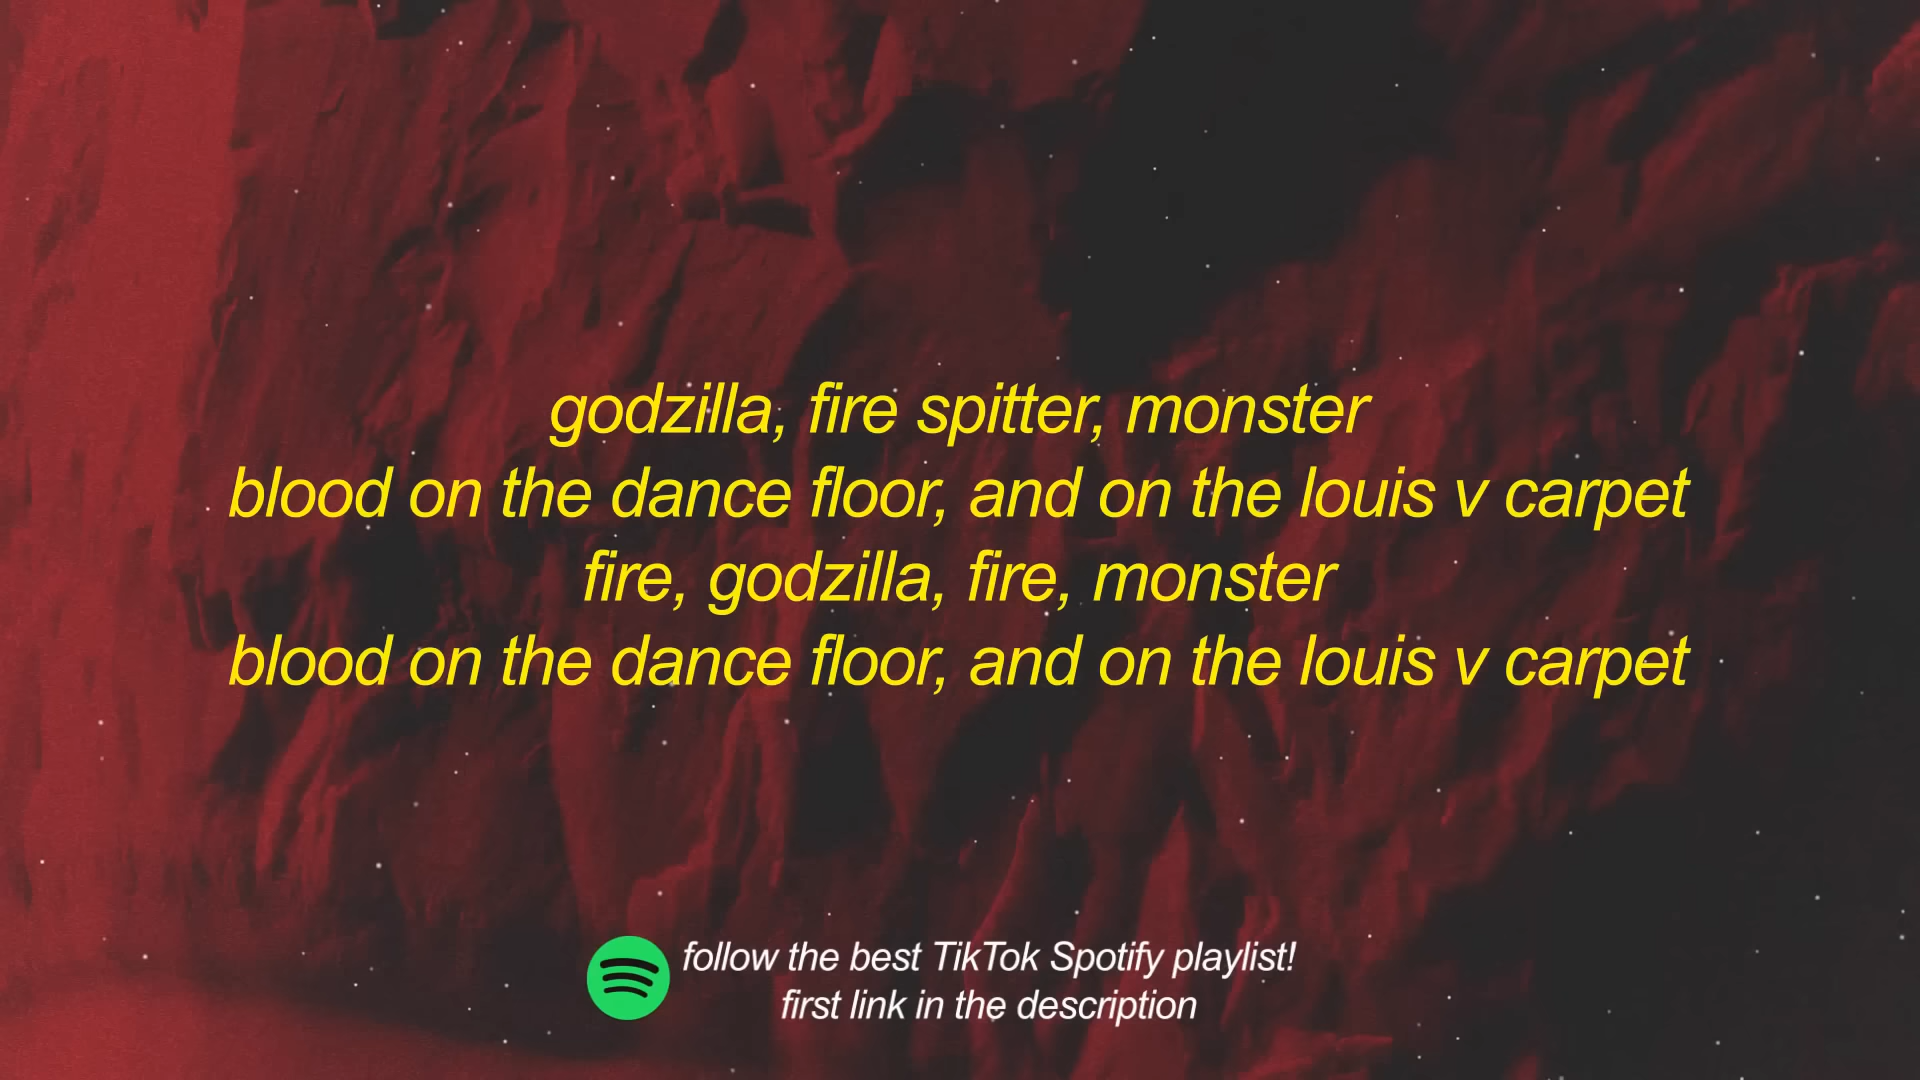 godzilla, fire spitter, monster
blood on the dance floor, and on the louis v carpet
fire, godzilla, fire, monster
blood on the dance floor, and on the louis v carpet
follow the best TikTok Spotify playlist!
first link in the description